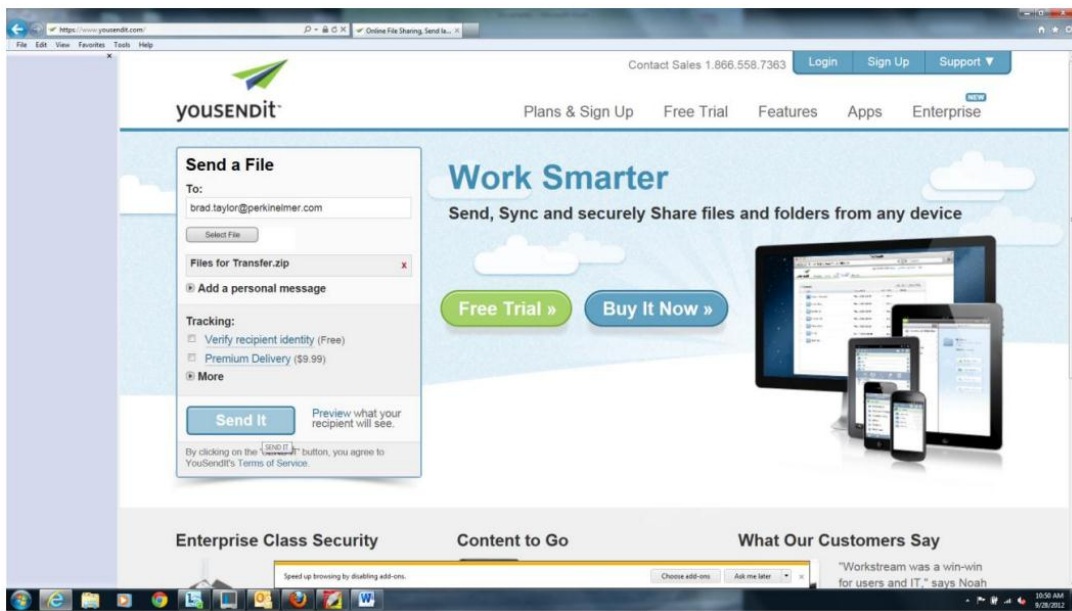 https://www.yousendit.com/
Online File Sharing, Send la...
File Edit View Favorites Tools Help
x
Contact Sales 1.866.558.7363
Login Sign Up Support ▼
yousendit
NEW
Plans & Sign Up Free Trial Features Apps Enterprise
Send a File
To:
brad.taylor@perkinelmer.com
Select File
Files for Transfer.zip x
Add a personal message
Tracking:
Verify recipient identity (Free)
Premium Delivery ($9.99)
More
Send It
Preview what your
recipient will see.
SEND IT
By clicking on the " button, you agree to
YouSendIt's Terms of Service.
Work Smarter
Send, Sync and securely Share files and folders from any device
Free Trial »
Buy It Now »
Enterprise Class Security
Content to Go
What Our Customers Say
"Workstream was a win-win
for users and IT," says Noah
Speed up browsing by disabling add-ons.
Choose add-ons
Ask me later
10:50 AM
9/28/2012